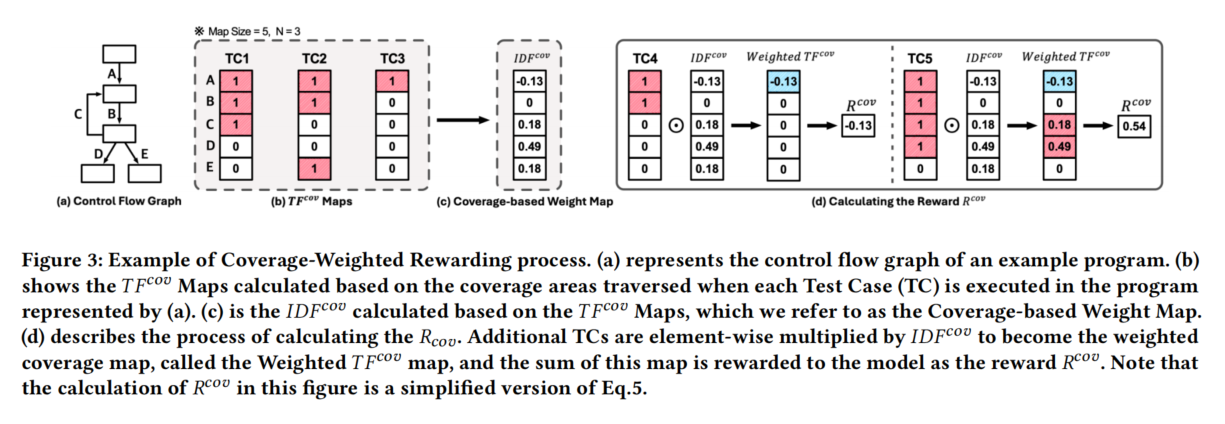 ※ Map Size = 5, N = 3
TC1 TC2 TC3 IDF^cov TC4 IDF^cov Weighted TF^cov TC5 IDF^cov Weighted TF^cov
A 1 1 1 -0.13 1 -0.13 -0.13 1 -0.13 -0.13
B 1 1 0 0 1 0 0 R^cov 1 0 0 R^cov
C 1 0 0 0.18 0 ⊙ 0.18 0 -0.13 1 ⊙ 0.18 0.18 0.54
D 0 0 0 0.49 0 0.49 0 1 0.49 0.49
E 0 1 0 0.18 0 0.18 0 0 0.18 0
A
C B
D E
(a) Control Flow Graph (b) TF^cov Maps (c) Coverage-based Weight Map (d) Calculating the Reward R^cov
Figure 3: Example of Coverage-Weighted Rewarding process. (a) represents the control flow graph of an example program. (b)
shows the TF^cov Maps calculated based on the coverage areas traversed when each Test Case (TC) is executed in the program
represented by (a). (c) is the IDF^cov calculated based on the TF^cov Maps, which we refer to as the Coverage-based Weight Map.
(d) describes the process of calculating the R_cov. Additional TCs are element-wise multiplied by IDF^cov to become the weighted
coverage map, called the Weighted TF^cov map, and the sum of this map is rewarded to the model as the reward R^cov. Note that
the calculation of R^cov in this figure is a simplified version of Eq.5.